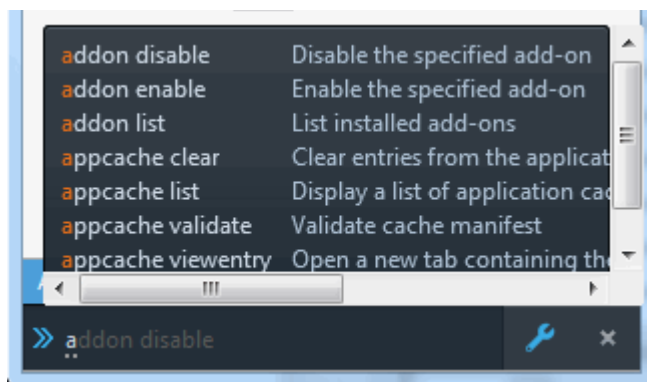 addon disable Disable the specified add-on
addon enable Enable the specified add-on
addon list List installed add-ons
appcache clear Clear entries from the applicat
appcache list Display a list of application cac
appcache validate Validate cache manifest
appcache viewentry Open a new tab containing the
A
» addon disable